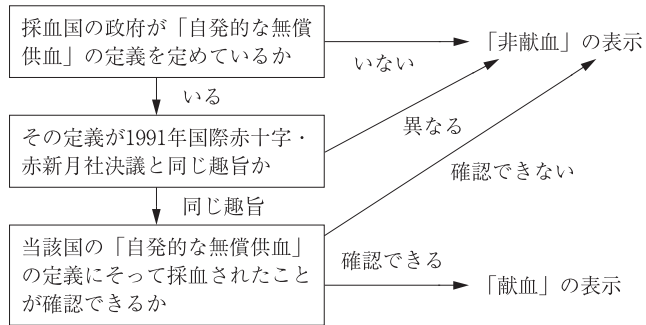 採血国の政府が「自発的な無償
供血」の定義を定めているか
いない
「非献血」の表示
いる
その定義が1991年国際赤十字・
赤新月社決議と同じ趣旨か
異なる
確認できない
同じ趣旨
当該国の「自発的な無償供血」
の定義にそって採血されたこと
が確認できるか
確認できる
「献血」の表示